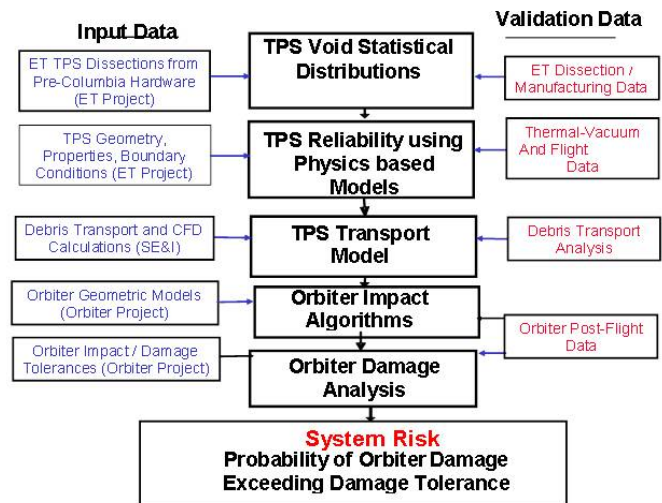 Input Data
Validation Data
ET TPS Dissections from
Pre-Columbia Hardware
(ET Project)
TPS Void Statistical
Distributions
ET Dissection /
Manufacturing Data
TPS Geometry,
Properties, Boundary
Conditions (ET Project)
TPS Reliability using
Physics based
Models
Thermal-Vacuum
And Flight
Data
Debris Transport and CFD
Calculations (SE&I)
TPS Transport
Model
Debris Transport
Analysis
Orbiter Geometric Models
(Orbiter Project)
Orbiter Impact
Algorithms
Orbiter Post-Flight
Data
Orbiter Impact / Damage
Tolerances (Orbiter Project)
Orbiter Damage
Analysis
System Risk
Probability of Orbiter Damage
Exceeding Damage Tolerance